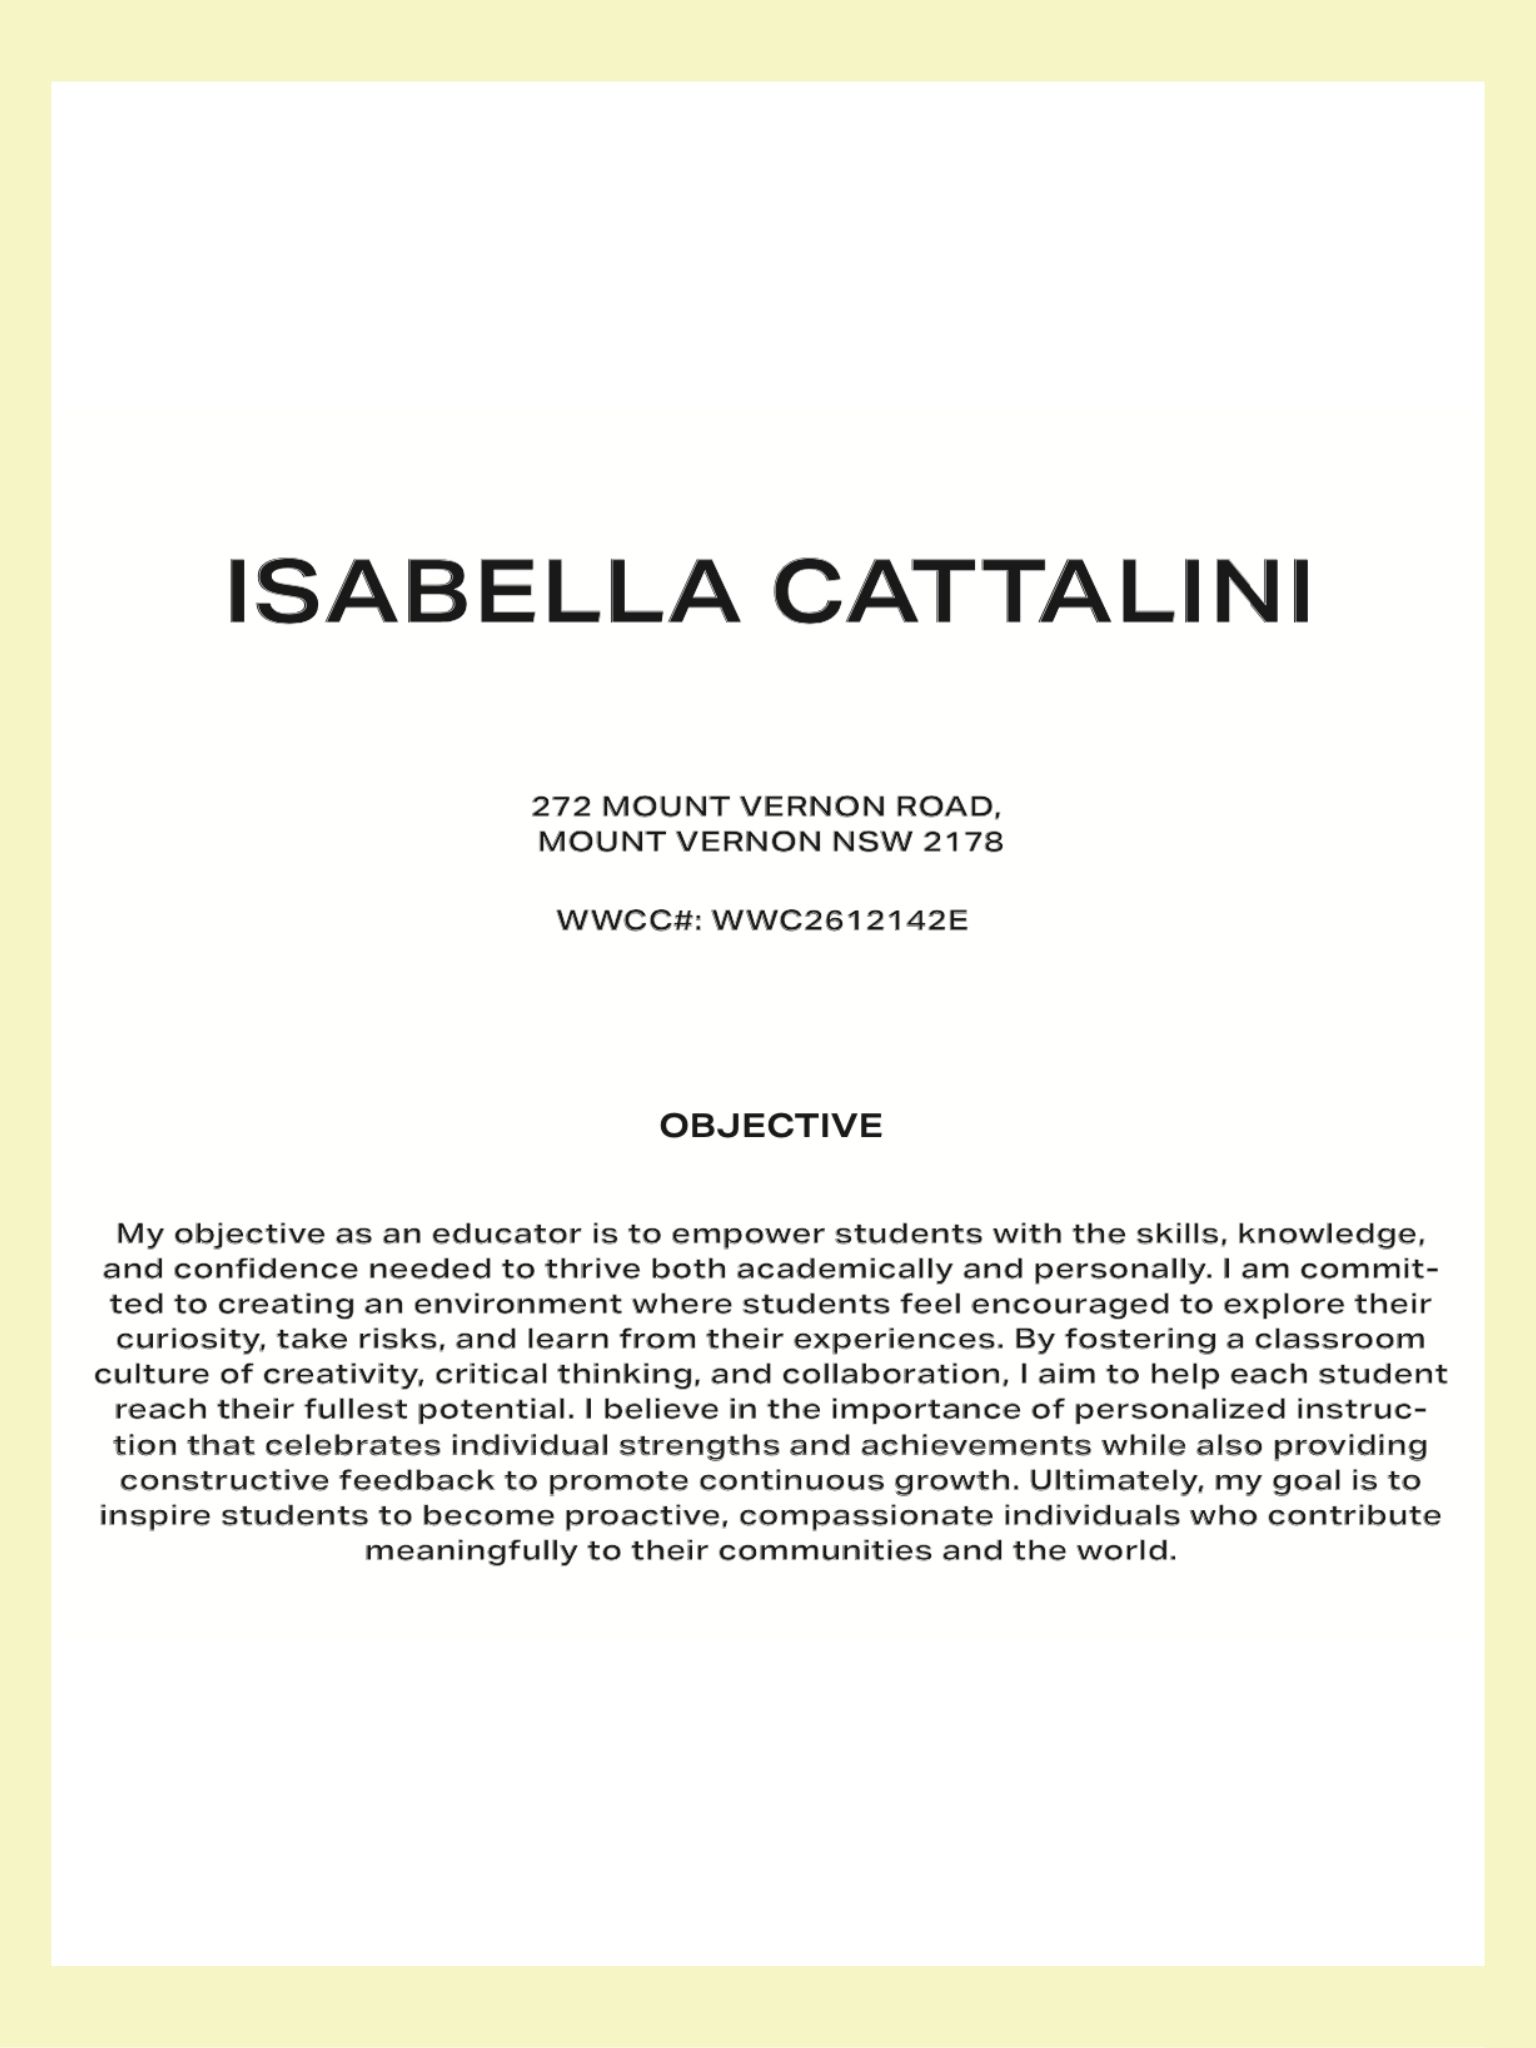 ISABELLA CATTALINI
272 MOUNT VERNON ROAD,
MOUNT VERNON NSW 2178
WWCC#: WWC2612142E
OBJECTIVE
My objective as an educator is to empower students with the skills, knowledge,
and confidence needed to thrive both academically and personally. I am commit-
ted to creating an environment where students feel encouraged to explore their
curiosity, take risks, and learn from their experiences. By fostering a classroom
culture of creativity, critical thinking, and collaboration, I aim to help each student
reach their fullest potential. I believe in the importance of personalized instruc-
tion that celebrates individual strengths and achievements while also providing
constructive feedback to promote continuous growth. Ultimately, my goal is to
inspire students to become proactive, compassionate individuals who contribute
meaningfully to their communities and the world.